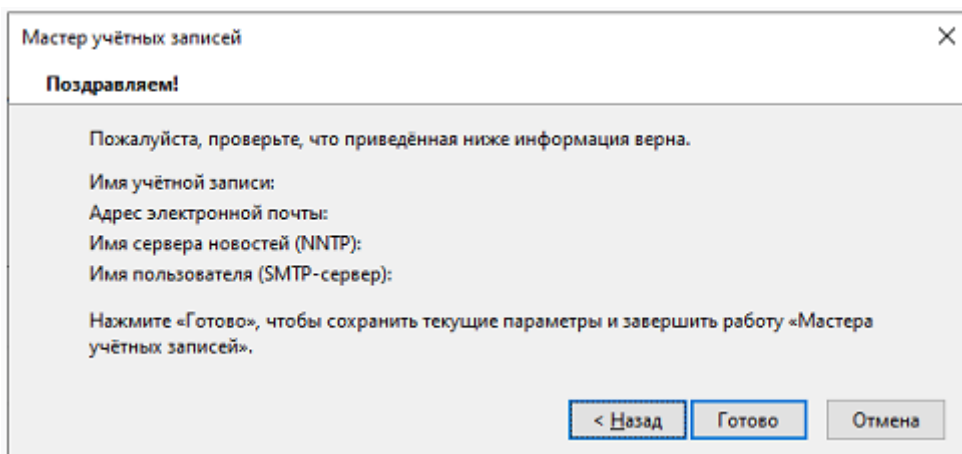 Мастер учётных записей
Поздравляем!
Пожалуйста, проверьте, что приведённая ниже информация верна.
Имя учётной записи:
Адрес электронной почты:
Имя сервера новостей (NNTP):
Имя пользователя (SMTP-сервер):
Нажмите «Готово», чтобы сохранить текущие параметры и завершить работу «Мастера
учётных записей».
< Назад Готово Отмена